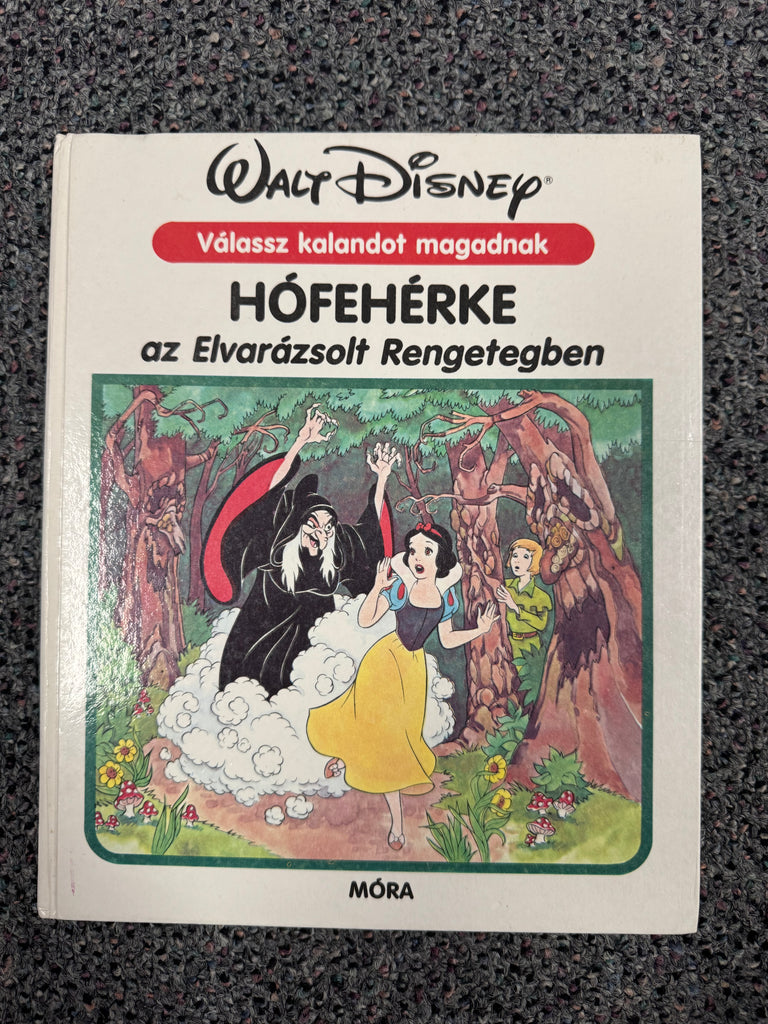 WALT DISNEY®
Válassz kalandot magadnak
HÓFEHÉRKE
az Elvarázsolt Rengetegben
MÓRA